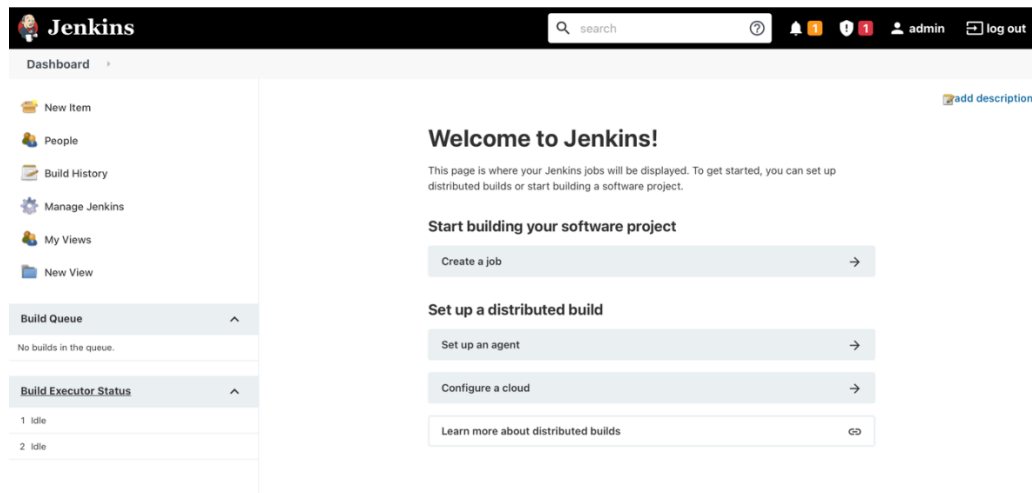 Jenkins
search
1
1
admin
log out
Dashboard
New Item
People
Build History
Manage Jenkins
My Views
New View
Build Queue
No builds in the queue.
Build Executor Status
1 Idle
2 Idle
add description
Welcome to Jenkins!
This page is where your Jenkins jobs will be displayed. To get started, you can set up
distributed builds or start building a software project.
Start building your software project
Create a job
Set up a distributed build
Set up an agent
Configure a cloud
Learn more about distributed builds